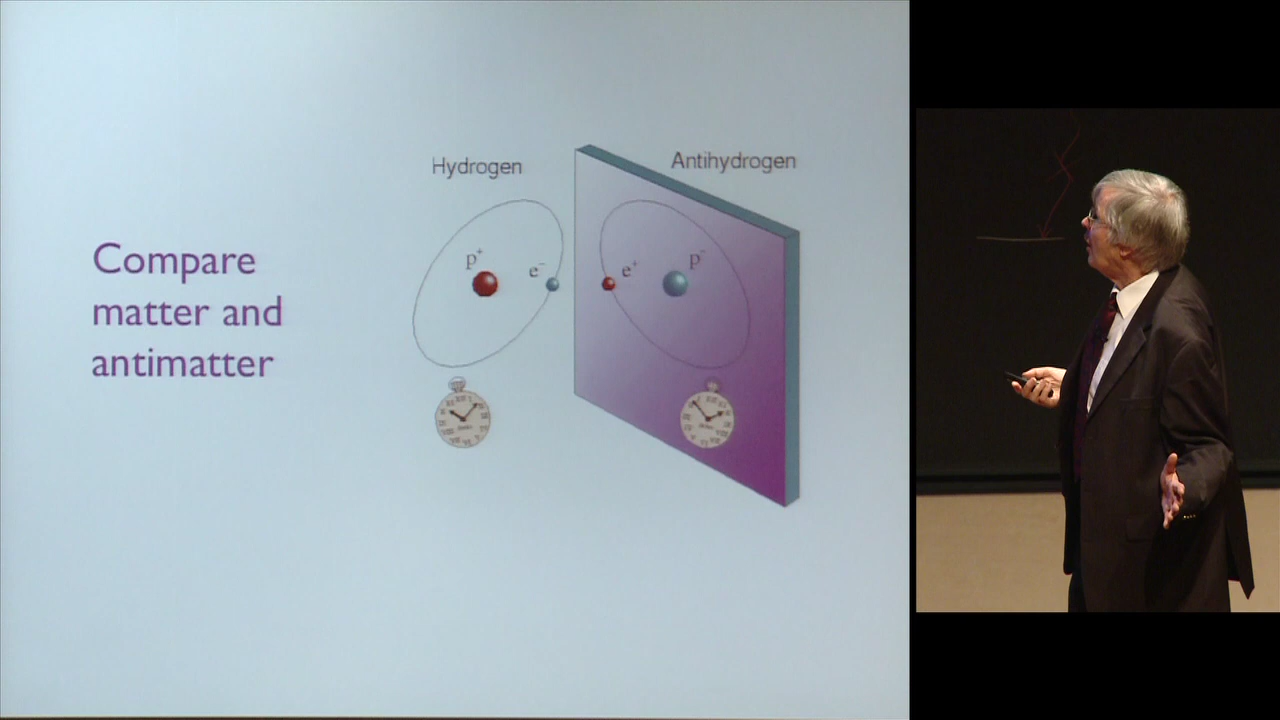 Hydrogen
Antihydrogen
Compare
matter and
antimatter
p⁺
e⁻
e⁺
p⁻